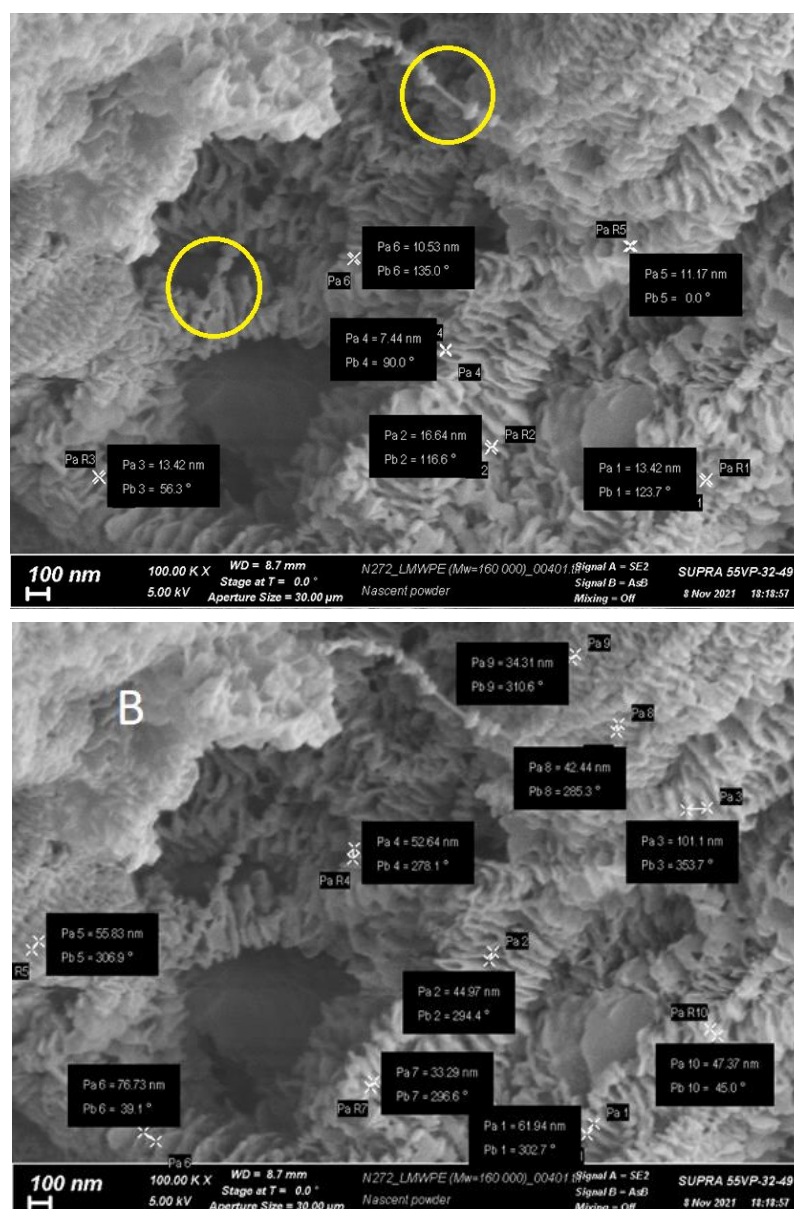 Pa R5
Pa 6 = 10.53 nm
Pb 6 = 135.0 °
Pa 6
Pa 5 = 11.17 nm
Pb 5 = 0.0 °
Pa 4 = 7.44 nm
Pb 4 = 90.0 °
4
Pa 4
Pa 2 = 16.64 nm
Pb 2 = 116.6 °
Pa R2
2
Pa R3
Pa 3 = 13.42 nm
Pb 3 = 56.3 °
Pa 1 = 13.42 nm
Pb 1 = 123.7 °
Pa R1
1
100 nm
100.00 K X
5.00 kV
WD = 8.7 mm
Stage at T = 0.0 °
Aperture Size = 30.00 µm
N272_LMWPE (Mw=160 000)_00401.tif
Nascent powder
Signal A = SE2
Signal B = AsB
Mixing = Off
SUPRA 55VP-32-49
8 Nov 2021 18:18:57
B
Pa 9 = 34.31 nm
Pb 9 = 310.6 °
Pa 9
Pa 8
Pa 8 = 42.44 nm
Pb 8 = 285.3 °
Pa 3
Pa 3 = 101.1 nm
Pb 3 = 353.7 °
Pa 4 = 52.64 nm
Pb 4 = 278.1 °
Pa R4
Pa 5 = 55.83 nm
Pb 5 = 306.9 °
R5
Pa 2
Pa 2 = 44.97 nm
Pb 2 = 294.4 °
Pa R10
Pa 10 = 47.37 nm
Pb 10 = 45.0 °
Pa 7 = 33.29 nm
Pb 7 = 296.6 °
Pa R7
Pa 6 = 76.73 nm
Pb 6 = 39.1 °
Pa 6
Pa 1 = 61.94 nm
Pb 1 = 302.7 °
Pa 1
100 nm
100.00 K X
5.00 kV
WD = 8.7 mm
Stage at T = 0.0 °
Aperture Size = 30.00 µm
N272_LMWPE (Mw=160 000)_00401.tif
Nascent powder
Signal A = SE2
Signal B = AsB
Mixing = Off
SUPRA 55VP-32-49
8 Nov 2021 18:18:57